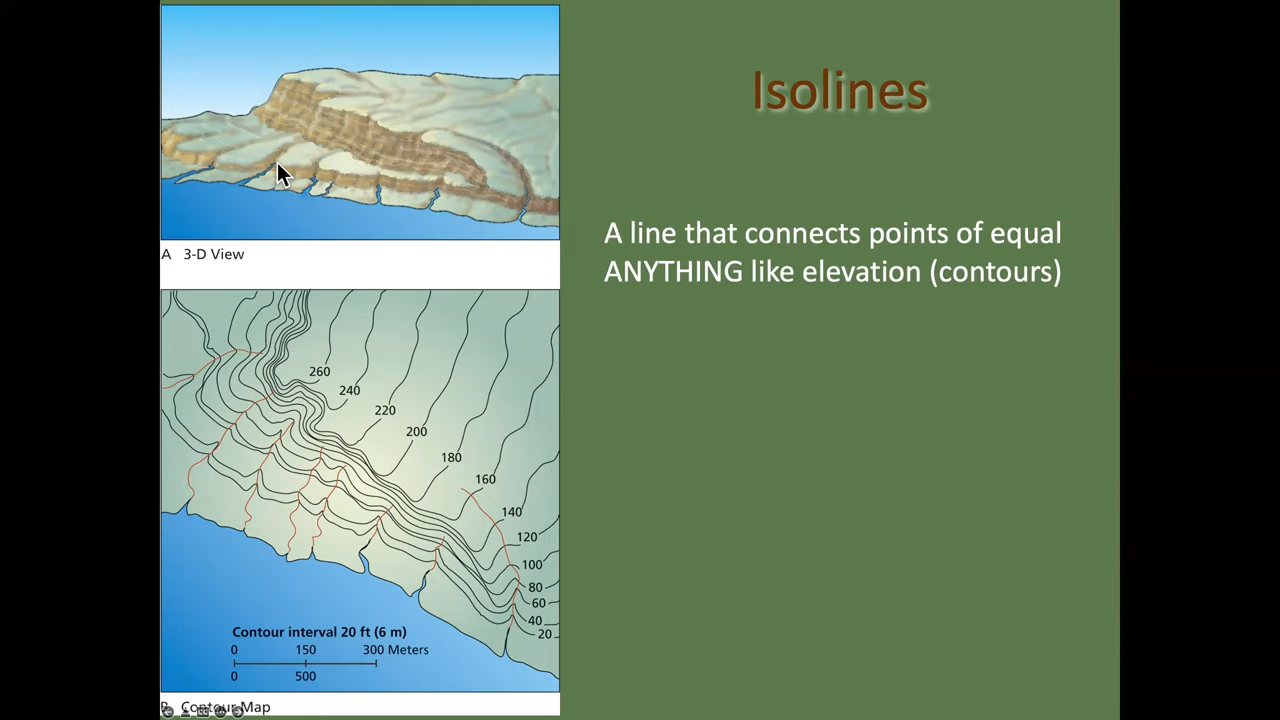 Isolines
A line that connects points of equal
ANYTHING like elevation (contours)
A 3-D View
260
240
220
200
180
160
140
120
100
80
60
40
20
Contour interval 20 ft (6 m)
0 150 300 Meters
0 500
B Contour Map